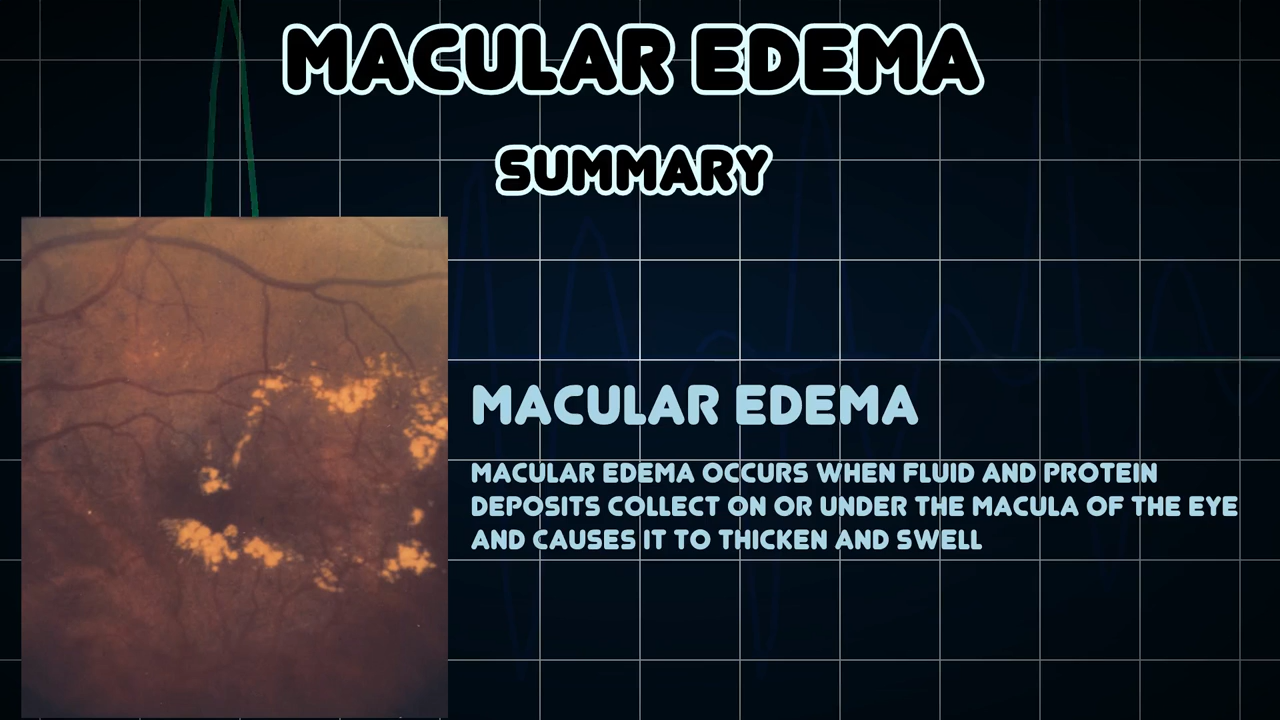 MACULAR EDEMA
SUMMARY
MACULAR EDEMA
MACULAR EDEMA OCCURS WHEN FLUID AND PROTEIN
DEPOSITS COLLECT ON OR UNDER THE MACULA OF THE EYE
AND CAUSES IT TO THICKEN AND SWELL